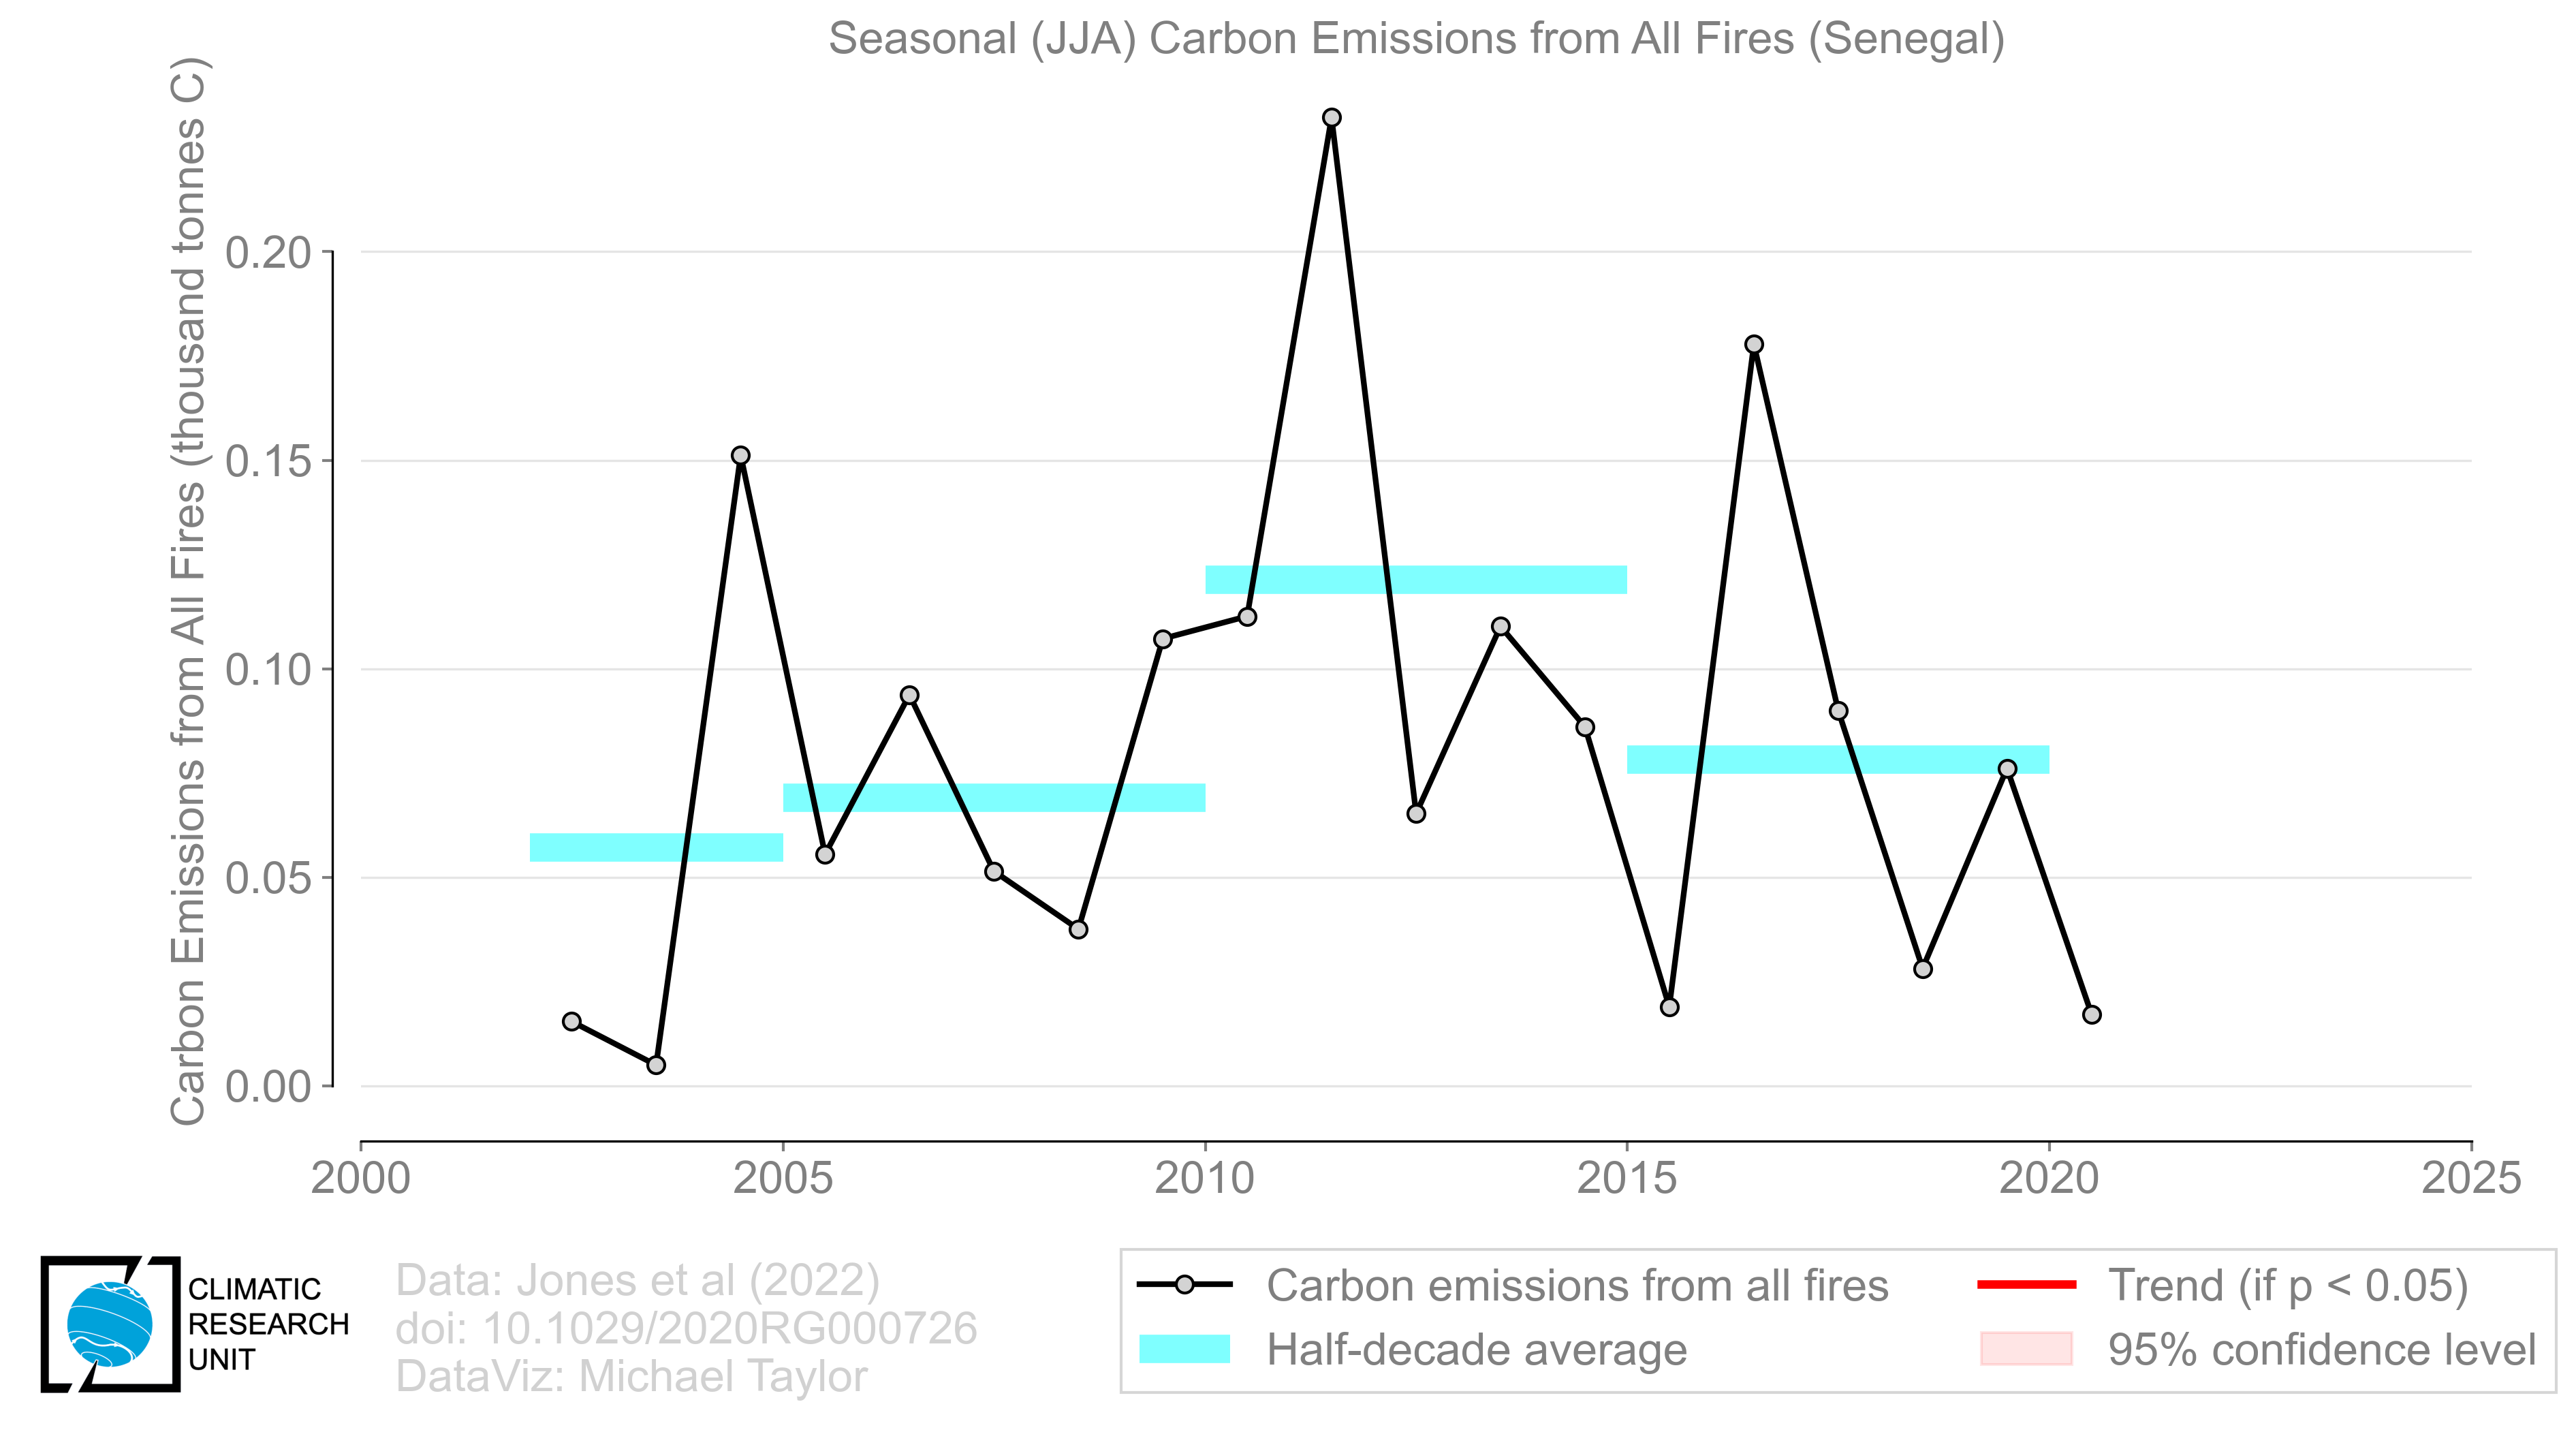 Seasonal (JJA) Carbon Emissions from All Fires (Senegal)
Carbon Emissions from All Fires (thousand tonnes C)
0.20
0.15
0.10
0.05
0.00
2000
2005
2010
2015
2020
2025
CLIMATIC
RESEARCH
UNIT
Data: Jones et al (2022)
doi: 10.1029/2020RG000726
DataViz: Michael Taylor
Carbon emissions from all fires
Half-decade average
Trend (if p < 0.05)
95% confidence level